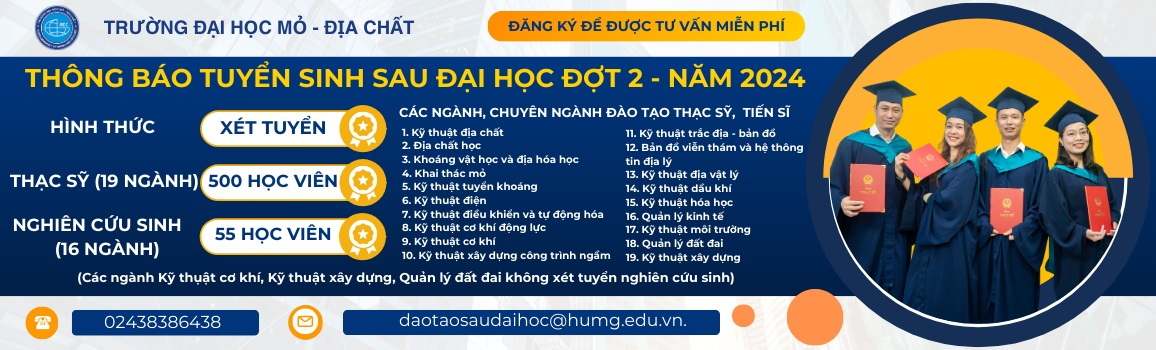 TRƯỜNG ĐẠI HỌC MỎ - ĐỊA CHẤT
ĐĂNG KÝ ĐỂ ĐƯỢC TƯ VẤN MIỄN PHÍ
THÔNG BÁO TUYỂN SINH SAU ĐẠI HỌC ĐỢT 2 - NĂM 2024
HÌNH THỨC
XÉT TUYỂN
THẠC SỸ (19 NGÀNH)
500 HỌC VIÊN
NGHIÊN CỨU SINH
(16 NGÀNH)
55 HỌC VIÊN
CÁC NGÀNH, CHUYÊN NGÀNH ĐÀO TẠO THẠC SỸ, TIẾN SĨ
1. Kỹ thuật địa chất
2. Địa chất học
3. Khoáng vật học và địa hóa học
4. Khai thác mỏ
5. Kỹ thuật tuyển khoáng
6. Kỹ thuật điện
7. Kỹ thuật điều khiển và tự động hóa
8. Kỹ thuật cơ khí động lực
9. Kỹ thuật cơ khí
10. Kỹ thuật xây dựng công trình ngầm
11. Kỹ thuật trắc địa - bản đồ
12. Bản đồ viễn thám và hệ thông
tin địa lý
13. Kỹ thuật địa vật lý
14. Kỹ thuật dầu khí
15. Kỹ thuật hóa học
16. Quản lý kinh tế
17. Kỹ thuật môi trường
18. Quản lý đất đai
19. Kỹ thuật xây dựng
(Các ngành Kỹ thuật cơ khí, Kỹ thuật xây dựng, Quản lý đất đai không xét tuyển nghiên cứu sinh)
02438386438
daotaosaudaihoc@humg.edu.vn.